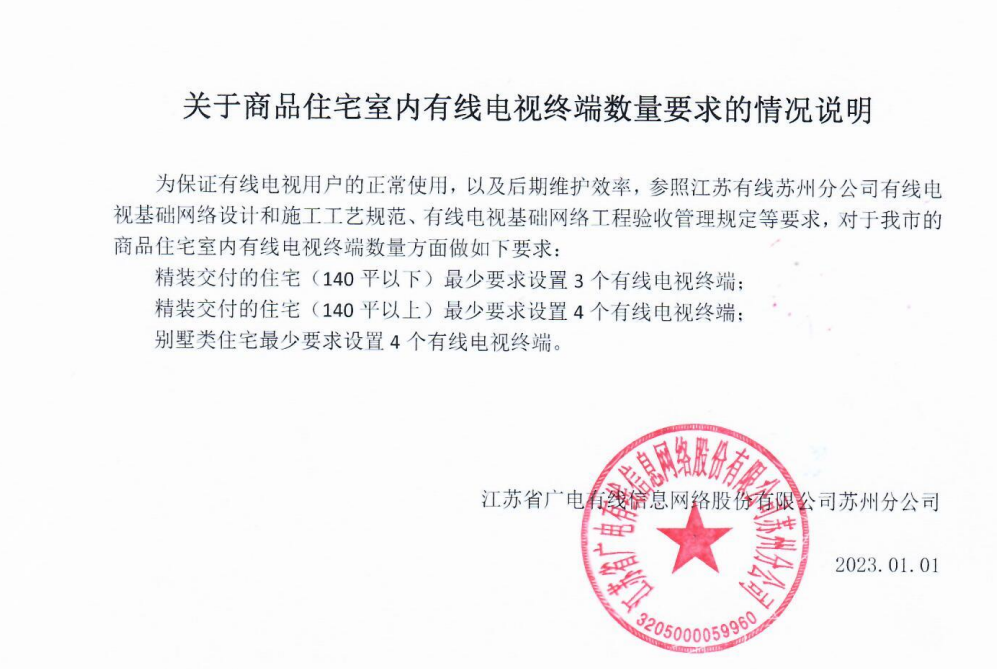 关于商品住宅室内有线电视终端数量要求的情况说明
为保证有线电视用户的正常使用，以及后期维护效率，参照江苏有线苏州分公司有线电
视基础网络设计和施工工艺规范、有线电视基础网络工程验收管理规定等要求，对于我市的
商品住宅室内有线电视终端数量方面做如下要求：
精装交付的住宅（140 平以下）最少要求设置 3 个有线电视终端；
精装交付的住宅（140 平以上）最少要求设置 4 个有线电视终端；
别墅类住宅最少要求设置 4 个有线电视终端。
江苏省广电有线信息网络股份有限公司苏州分公司
2023.01.01
江苏省广电有线信息网络股份有限公司苏州分公司
3205000059960